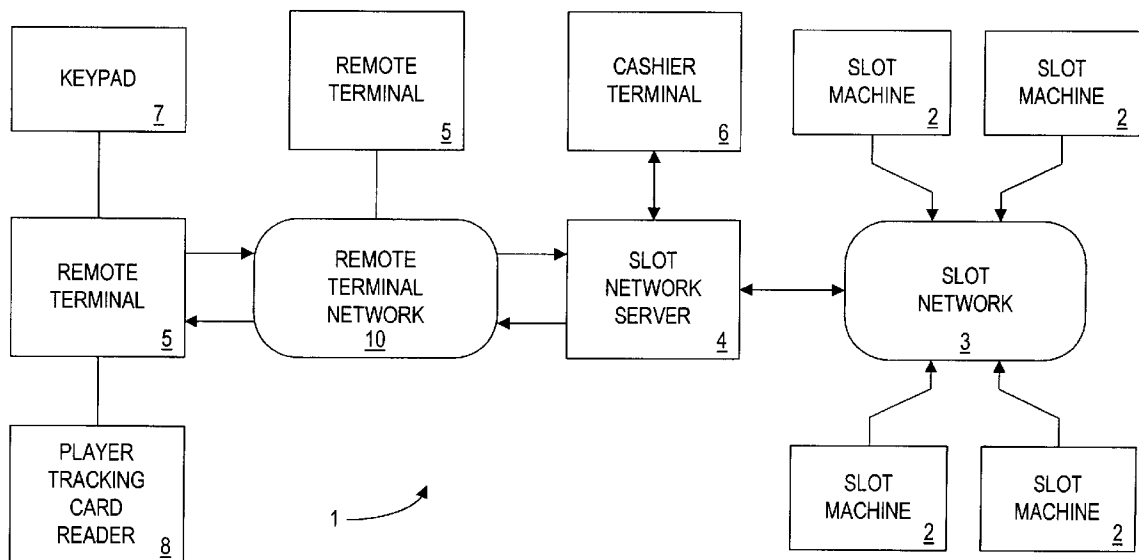 KEYPAD
7
REMOTE
TERMINAL
5
CASHIER
TERMINAL
6
SLOT
MACHINE
2
SLOT
MACHINE
2
REMOTE
TERMINAL
5
REMOTE
TERMINAL
NETWORK
10
SLOT
NETWORK
SERVER
4
SLOT
NETWORK
3
PLAYER
TRACKING
CARD
READER
8
1
SLOT
MACHINE
2
SLOT
MACHINE
2